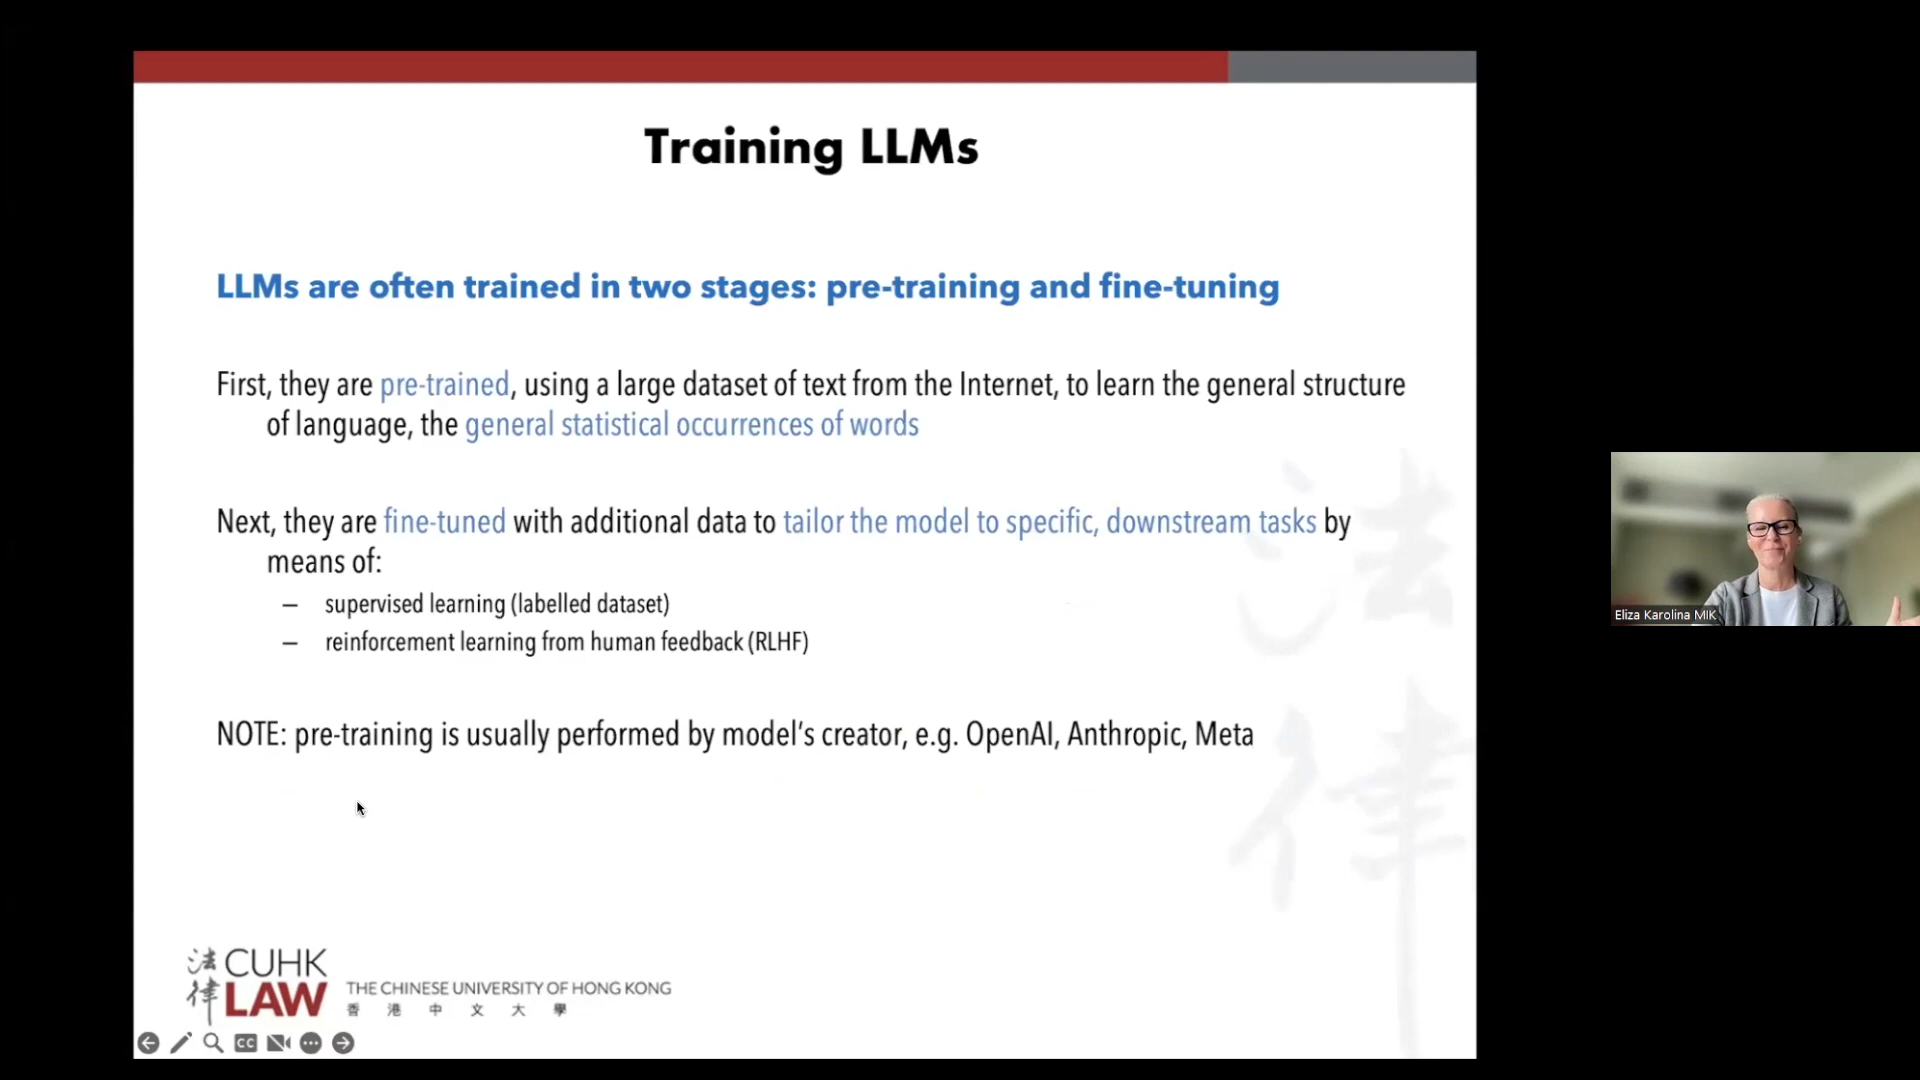 Training LLMs
LLMs are often trained in two stages: pre-training and fine-tuning
First, they are pre-trained, using a large dataset of text from the Internet, to learn the general structure
of language, the general statistical occurrences of words
Next, they are fine-tuned with additional data to tailor the model to specific, downstream tasks by
means of:
– supervised learning (labelled dataset)
– reinforcement learning from human feedback (RLHF)
NOTE: pre-training is usually performed by model's creator, e.g. OpenAI, Anthropic, Meta
法律
法律
CUHK
LAW
THE CHINESE UNIVERSITY OF HONG KONG
香港中文大學
CC
Eliza Karolina MIK